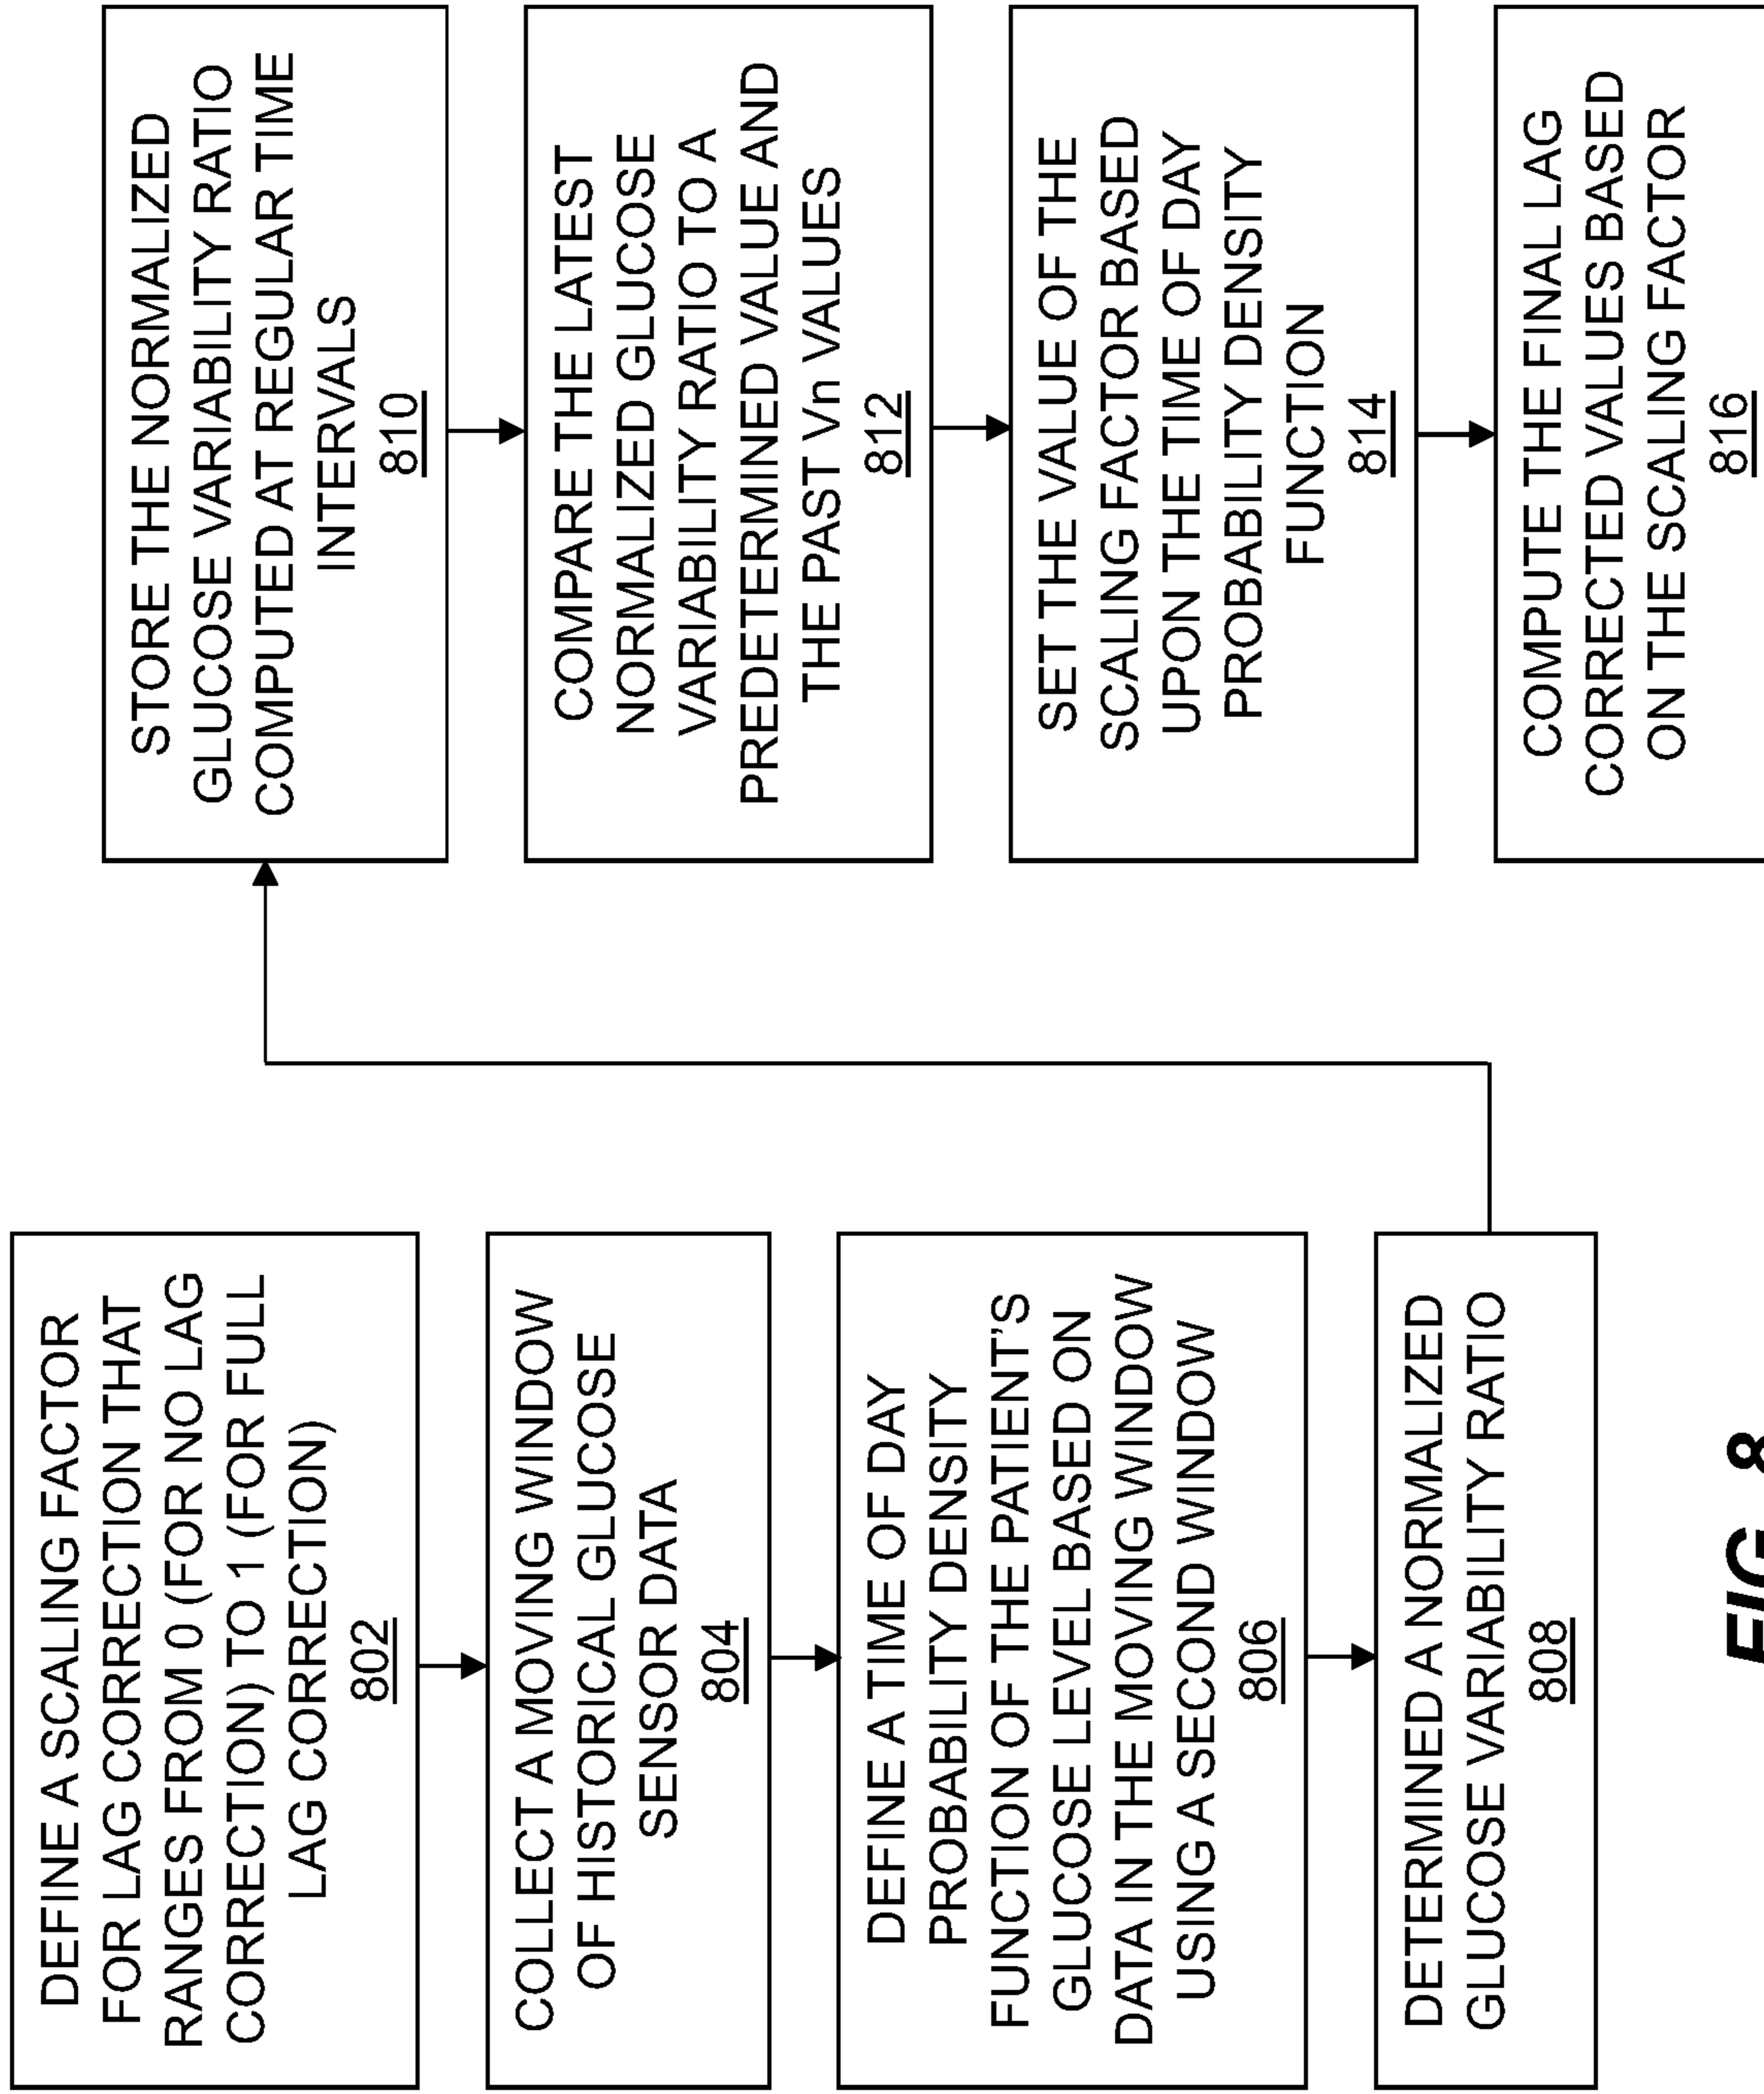 DEFINE A SCALING FACTOR
FOR LAG CORRECTION THAT
RANGES FROM 0 (FOR NO LAG
CORRECTION) TO 1 (FOR FULL
LAG CORRECTION)
802
COLLECT A MOVING WINDOW
OF HISTORICAL GLUCOSE
SENSOR DATA
804
DEFINE A TIME OF DAY
PROBABILITY DENSITY
FUNCTION OF THE PATIENT'S
GLUCOSE LEVEL BASED ON
DATA IN THE MOVING WINDOW
USING A SECOND WINDOW
806
DETERMINED A NORMALIZED
GLUCOSE VARIABILITY RATIO
808
STORE THE NORMALIZED
GLUCOSE VARIABILITY RATIO
COMPUTED AT REGULAR TIME
INTERVALS
810
COMPARE THE LATEST
NORMALIZED GLUCOSE
VARIABILITY RATIO TO A
PREDETERMINED VALUE AND
THE PAST Vn VALUES
812
SET THE VALUE OF THE
SCALING FACTOR BASED
UPON THE TIME OF DAY
PROBABILITY DENSITY
FUNCTION
814
COMPUTE THE FINAL LAG
CORRECTED VALUES BASED
ON THE SCALING FACTOR
816
FIG. 8